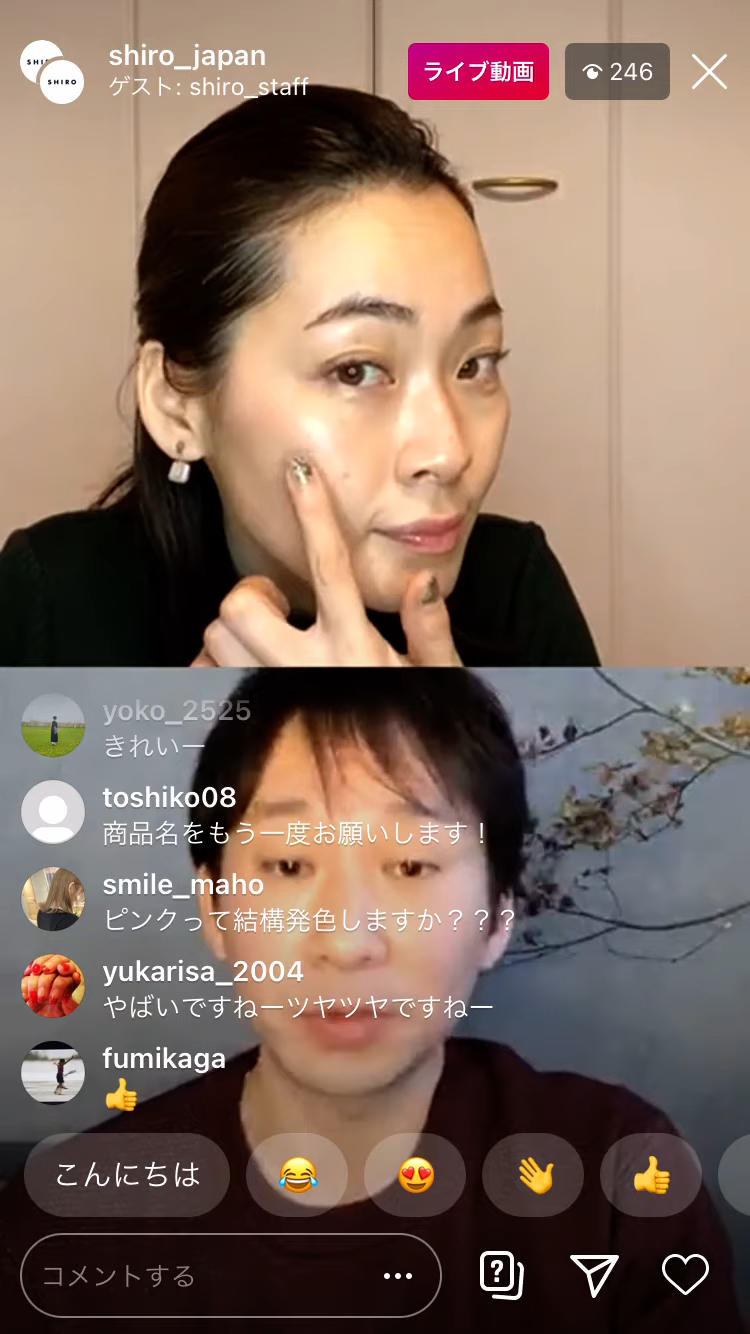 shiro_japan
ゲスト: shiro_staff
ライブ動画
246
SHIRO
yoko_2525
きれいー
toshiko08
商品名をもう一度お願いします！
smile_maho
ピンクって結構発色しますか？？？
yukarisa_2004
やばいですねーツヤツヤですねー
fumikaga
👍
こんにちは
😂
😍
👋
👍
コメントする